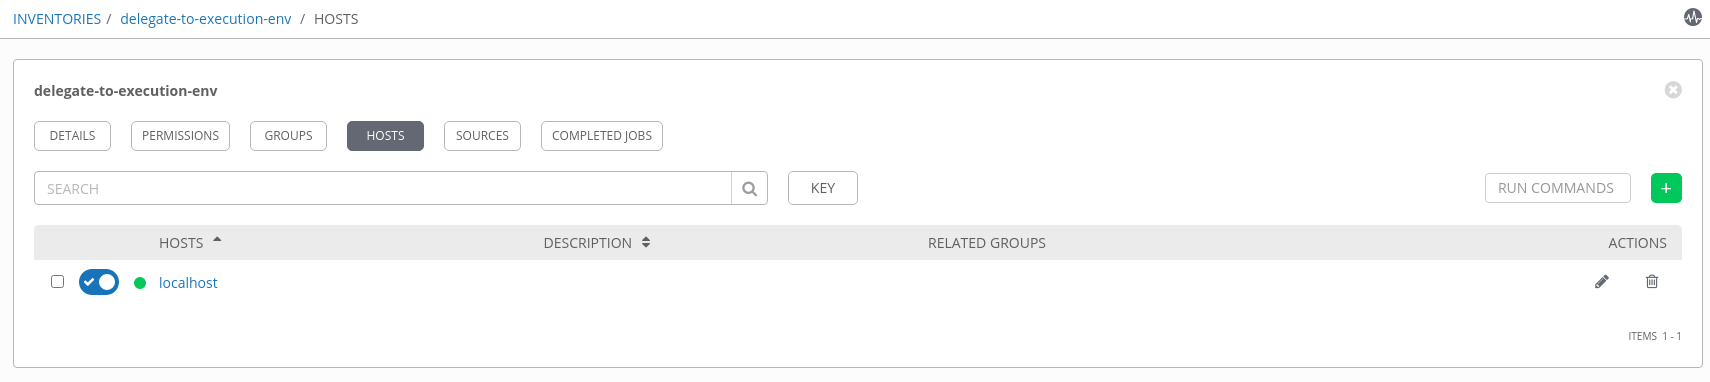 INVENTORIES / delegate-to-execution-env / HOSTS
delegate-to-execution-env
DETAILS PERMISSIONS GROUPS HOSTS SOURCES COMPLETED JOBS
SEARCH KEY RUN COMMANDS +
HOSTS DESCRIPTION RELATED GROUPS ACTIONS
localhost
ITEMS 1 - 1